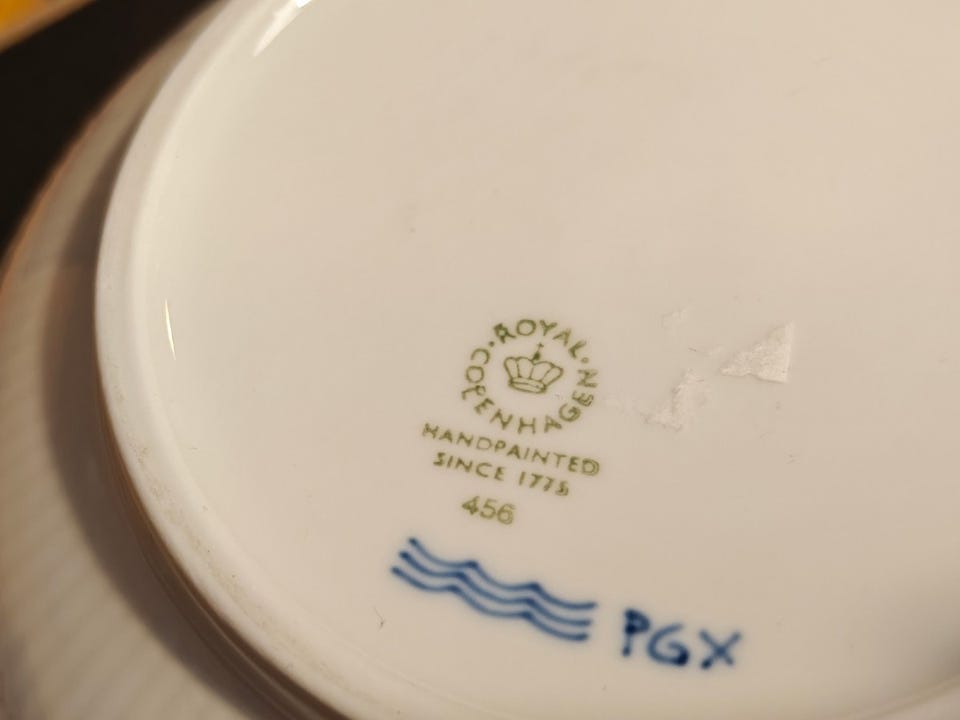 ROYAL
COPENHAGEN
HANDPAINTED
SINCE 1775
456
PGX